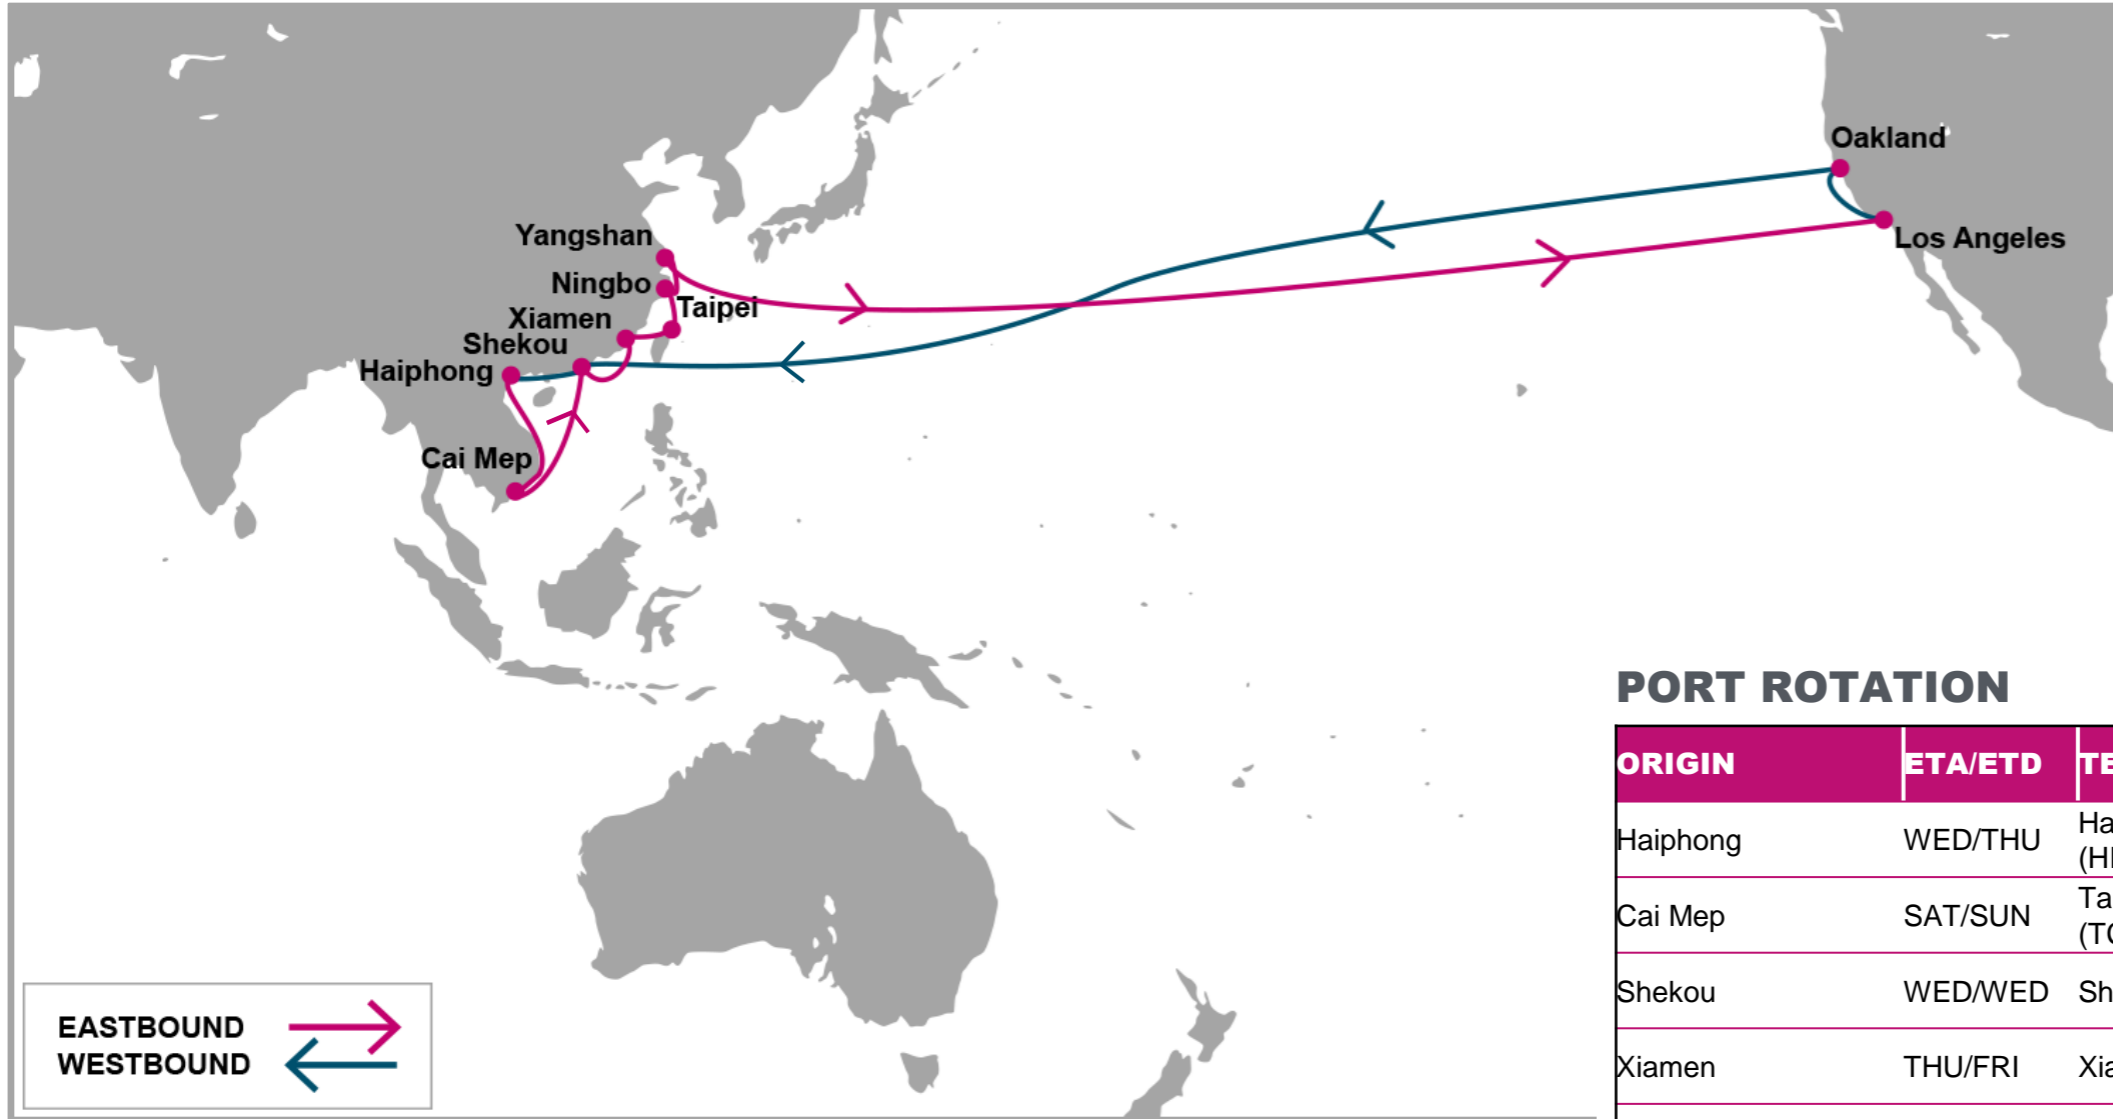 Oakland
Los Angeles
Yangshan
Ningbo
Taipei
Xiamen
Shekou
Haiphong
Cai Mep
EASTBOUND
WESTBOUND
PORT ROTATION
ORIGIN ETA/ETD
Haiphong WED/THU
Cai Mep SAT/SUN
Shekou WED/WED
Xiamen THU/FRI